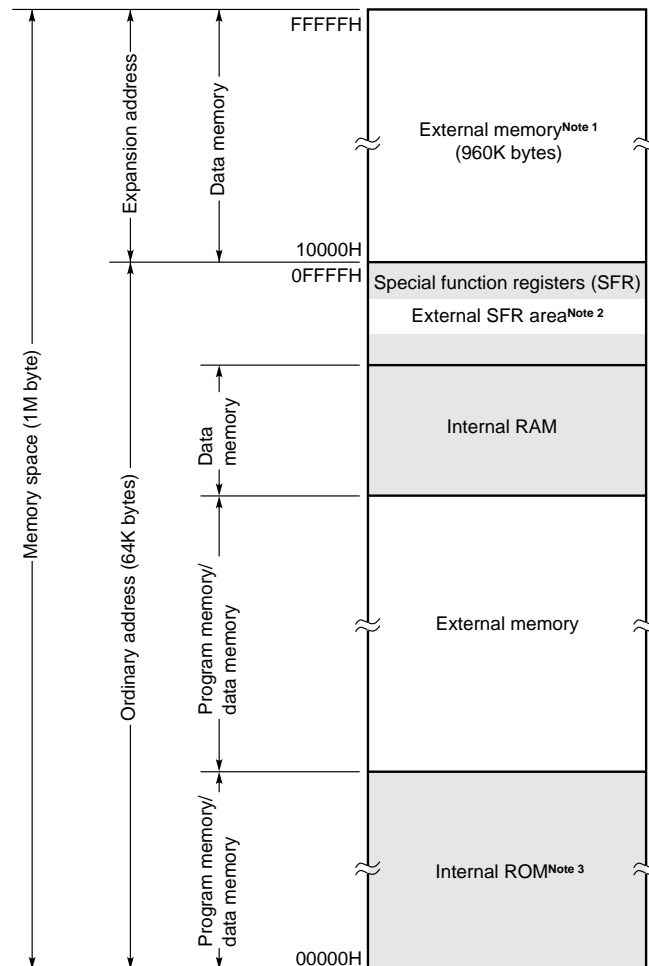 FFFFFH
Expansion address
Data memory
External memoryNote 1
(960K bytes)
10000H
0FFFFH
Special function registers (SFR)
External SFR areaNote 2
Memory space (1M byte)
Ordinary address (64K bytes)
Data
memory
Internal RAM
Program memory/
data memory
External memory
Program memory/
data memory
Internal ROMNote 3
00000H